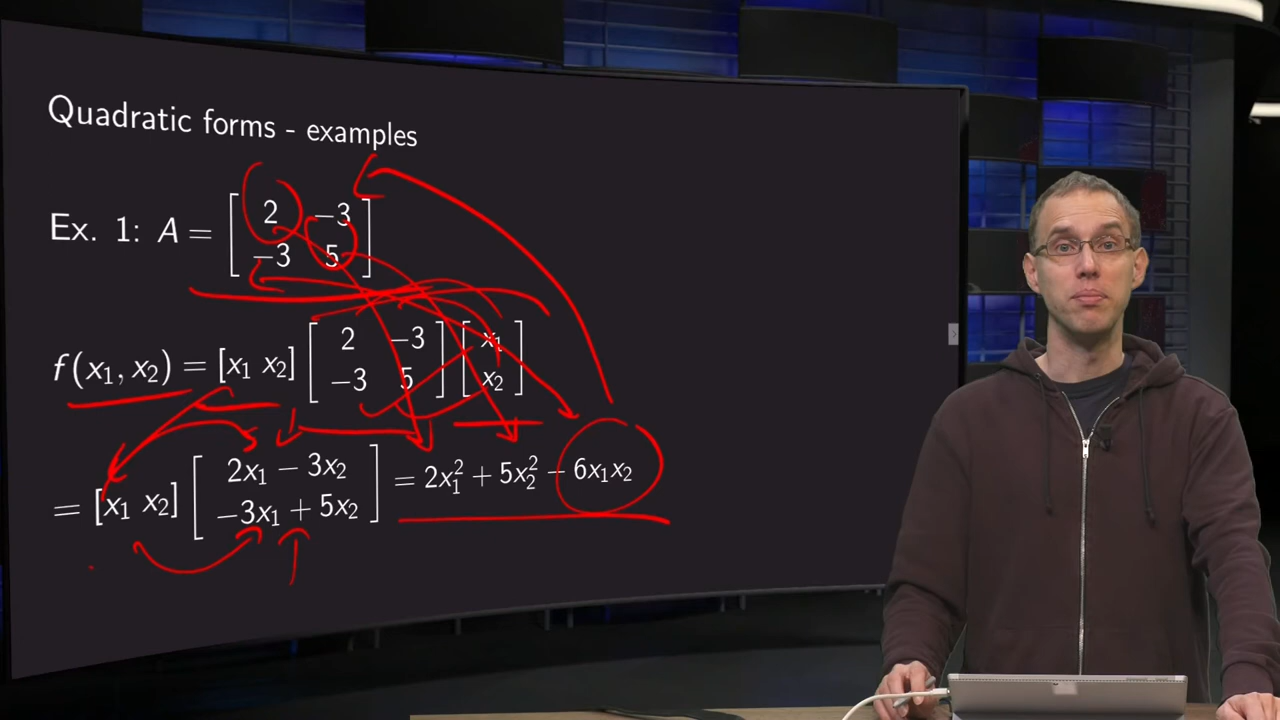 Quadratic forms - examples
Ex. 1: A = [ 2 −3 ; −3 5 ]
f(x₁, x₂) = [x₁ x₂] [ 2 −3 ; −3 5 ] [ x₁ ; x₂ ]
= [x₁ x₂] [ 2x₁ − 3x₂ ; −3x₁ + 5x₂ ] = 2x₁² + 5x₂² − 6x₁x₂